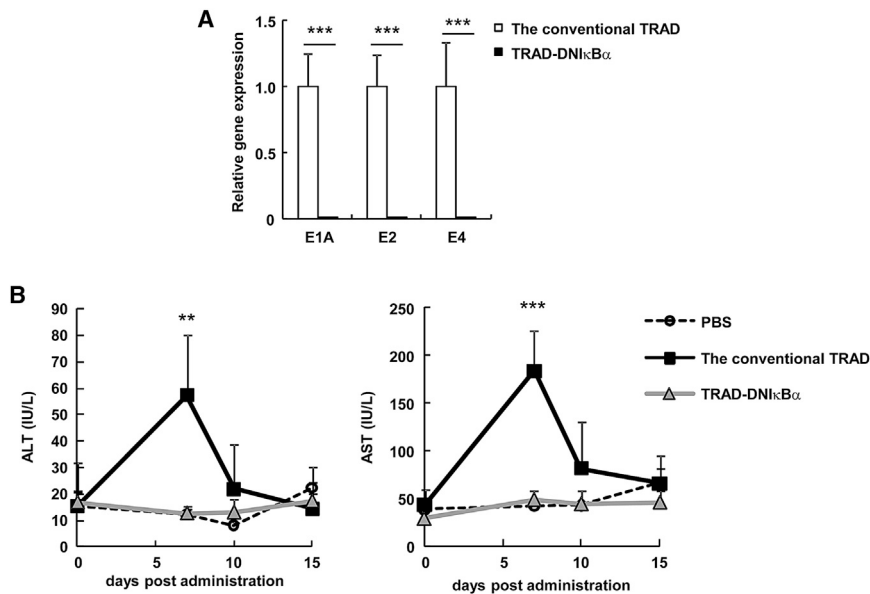 A
1.5
1.0
0.5
0
Relative gene expression
*** *** ***
E1A E2 E4
The conventional TRAD
TRAD-DNIκBα
B
90
80
70
60
50
40
30
20
10
0
ALT (IU/L)
**
0 5 10 15
days post administration
250
200
150
100
50
0
AST (IU/L)
***
0 5 10 15
days post administration
PBS
The conventional TRAD
TRAD-DNIκBα